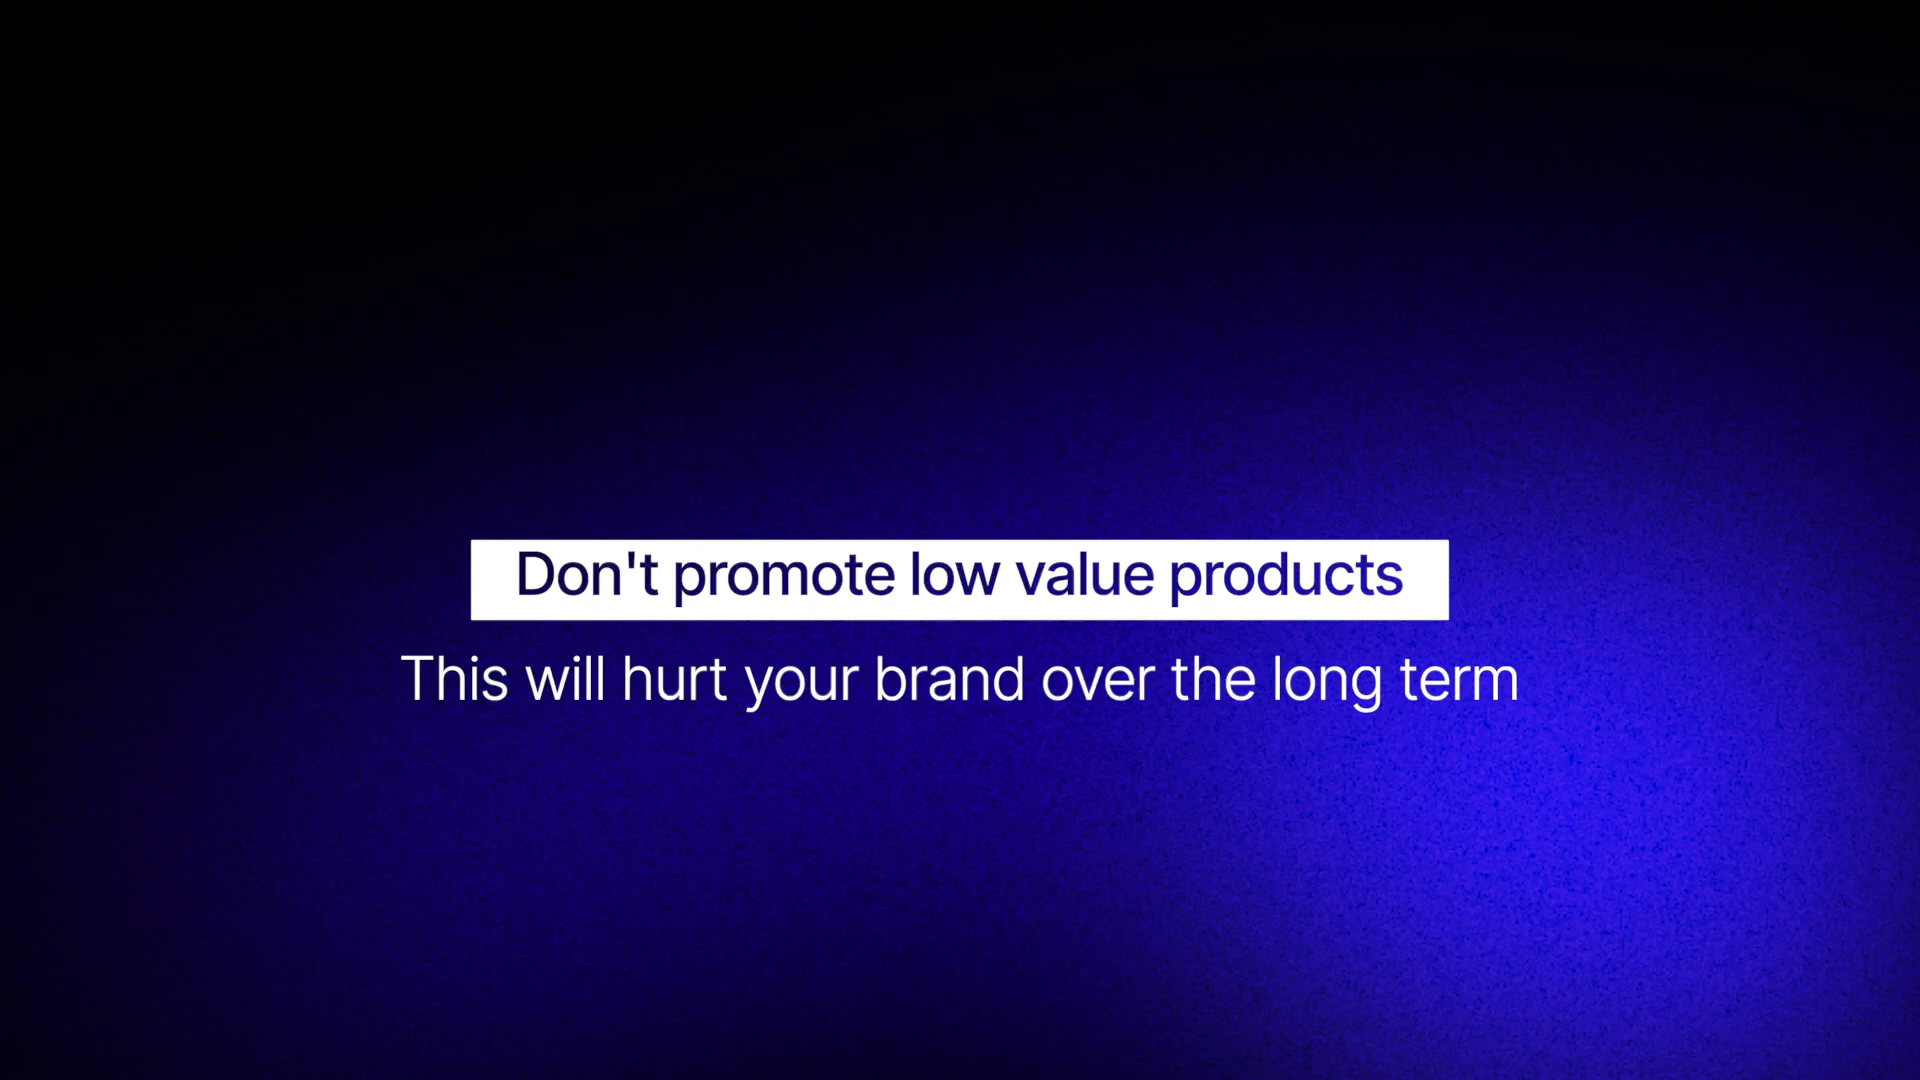 Don't promote low value products
This will hurt your brand over the long term